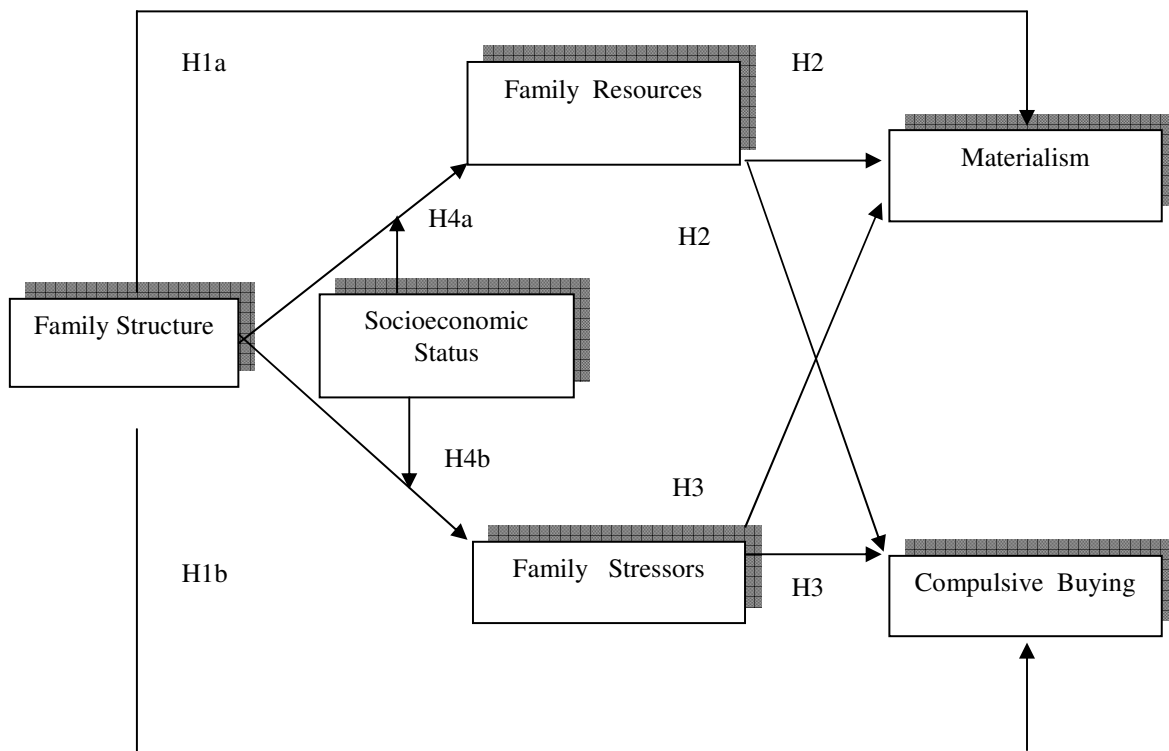 H1a
H2
Family Resources
Materialism
H4a
H2
Family Structure
Socioeconomic
Status
H4b
H3
Family Stressors
H1b
H3
Compulsive Buying